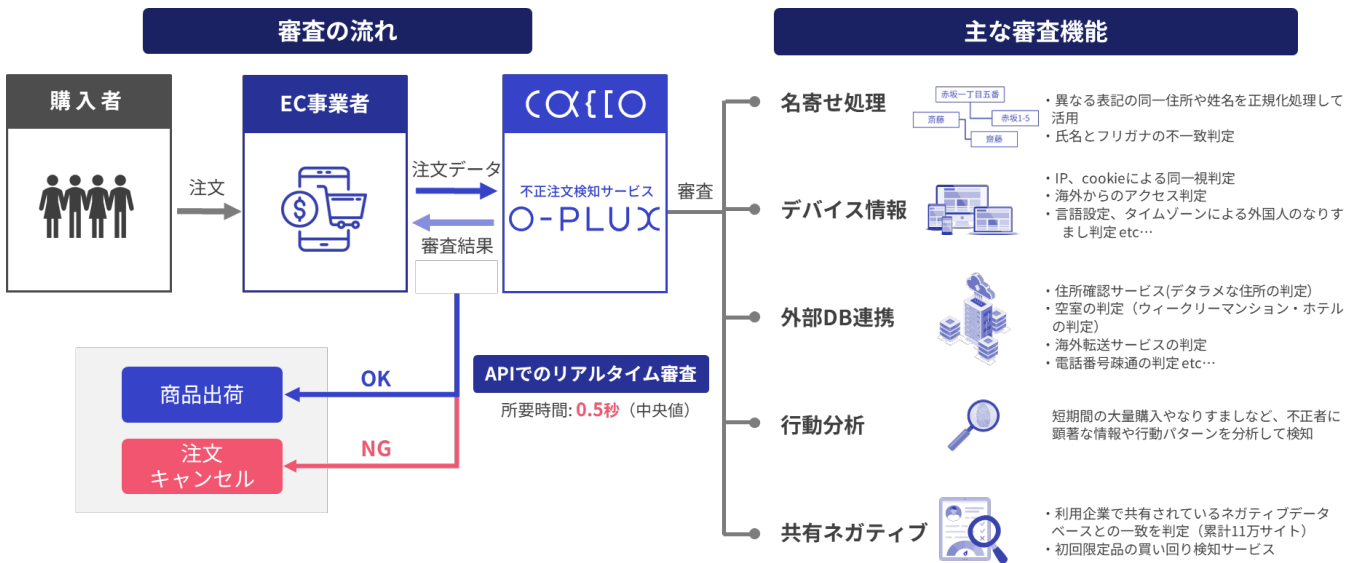 審査の流れ
購入者
EC事業者
cacco
注文
注文データ
審査結果
不正注文検知サービス
O-PLUX
審査
OK
商品出荷
NG
注文
キャンセル
APIでのリアルタイム審査
所要時間: 0.5秒（中央値）
主な審査機能
名寄せ処理
赤坂一丁目五番
斎藤
赤坂1-5
齋藤
・異なる表記の同一住所や姓名を正規化処理して
活用
・氏名とフリガナの不一致判定
デバイス情報
・IP、cookieによる同一視判定
・海外からのアクセス判定
・言語設定、タイムゾーンによる外国人のなりす
まし判定 etc…
外部DB連携
・住所確認サービス(デタラメな住所の判定）
・空室の判定（ウィークリーマンション・ホテル
の判定）
・海外転送サービスの判定
・電話番号疎通の判定 etc…
行動分析
短期間の大量購入やなりすましなど、不正者に
顕著な情報や行動パターンを分析して検知
共有ネガティブ
・利用企業で共有されているネガティブデータ
ベースとの一致を判定（累計11万サイト）
・初回限定品の買い回り検知サービス